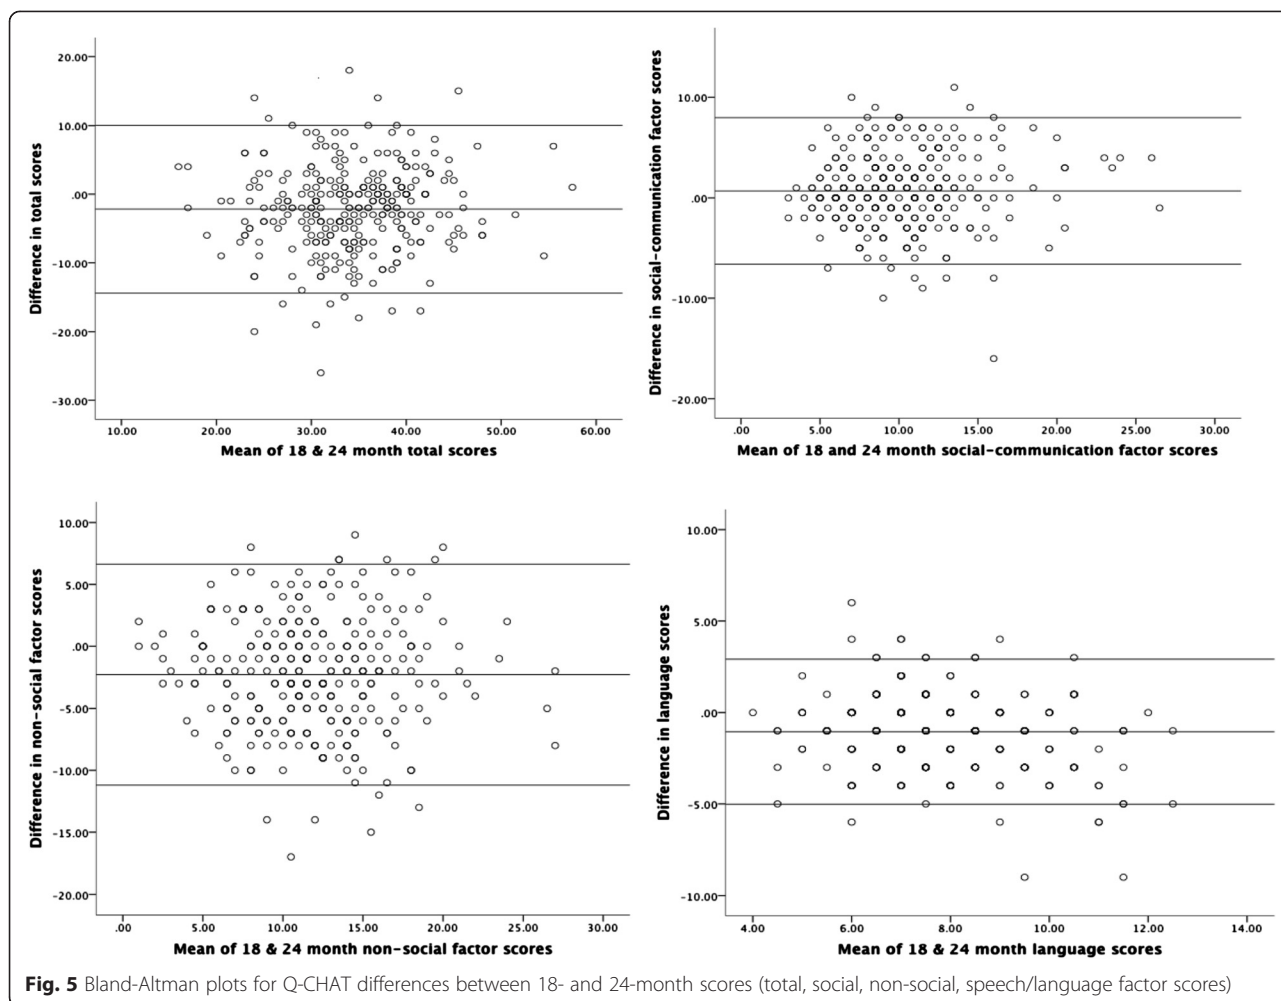 20.00
10.00
.00
-10.00
-20.00
-30.00
Difference in total scores
10.00 20.00 30.00 40.00 50.00 60.00
Mean of 18 & 24 month total scores
10.00
.00
-10.00
-20.00
Difference in social-communication factor scores
.00 5.00 10.00 15.00 20.00 25.00 30.00
Mean of 18 and 24 month social-communication factor scores
10.00
5.00
.00
-5.00
-10.00
-15.00
-20.00
Difference in non-social factor scores
.00 5.00 10.00 15.00 20.00 25.00 30.00
Mean of 18 & 24 month non-social factor scores
10.00
5.00
.00
-5.00
-10.00
Difference in language scores
4.00 6.00 8.00 10.00 12.00 14.00
Mean of 18 & 24 month language scores
Fig. 5 Bland-Altman plots for Q-CHAT differences between 18- and 24-month scores (total, social, non-social, speech/language factor scores)